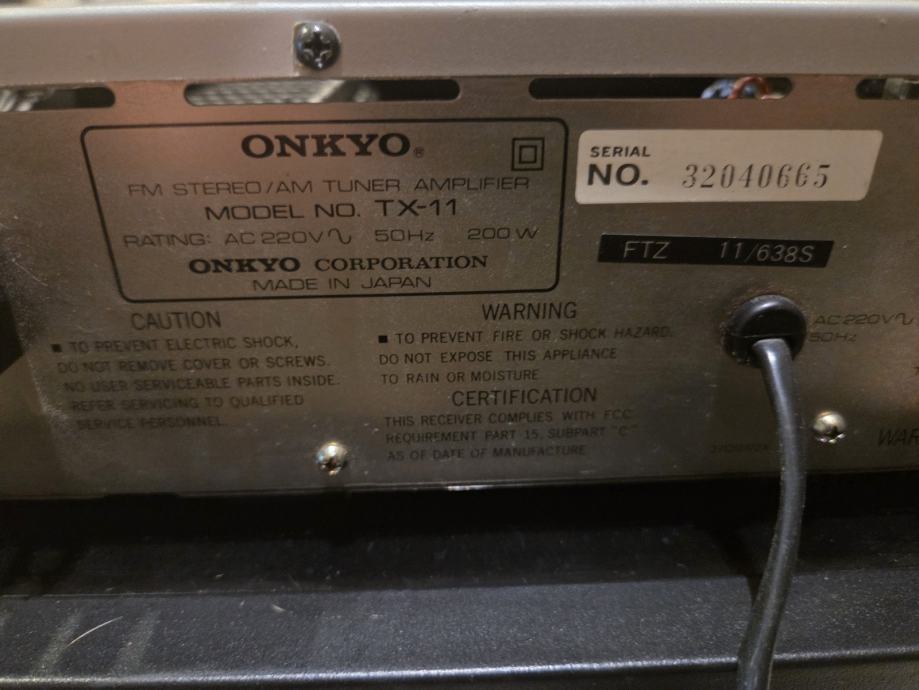 ONKYO®
FM STEREO/AM TUNER AMPLIFIER
MODEL NO. TX-11
RATING: AC 220V∿ 50Hz 200W
ONKYO CORPORATION
MADE IN JAPAN
SERIAL
NO. 32040665
FTZ 11/638S
CAUTION
■ TO PREVENT ELECTRIC SHOCK,
DO NOT REMOVE COVER OR SCREWS.
NO USER SERVICEABLE PARTS INSIDE.
REFER SERVICING TO QUALIFIED
SERVICE PERSONNEL.
WARNING
■ TO PREVENT FIRE OR SHOCK HAZARD,
DO NOT EXPOSE THIS APPLIANCE
TO RAIN OR MOISTURE
CERTIFICATION
THIS RECEIVER COMPLIES WITH FCC
REQUIREMENT PART 15, SUBPART "C"
AS OF DATE OF MANUFACTURE
AC 220V∿
50Hz